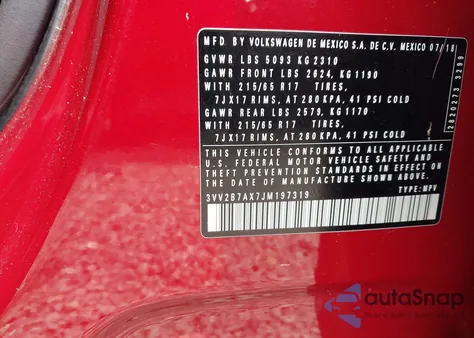 MFD BY VOLKSWAGEN DE MEXICO S.A. DE C.V. MEXICO 07/18
GVWR LBS 5093 KG 2310
GAWR FRONT LBS 2624, KG 1190
WITH 215/65 R17 TIRES,
7JX17 RIMS, AT 280 KPA, 41 PSI COLD
GAWR REAR LBS 2579, KG 1170
WITH 215/65 R17 TIRES,
7JX17 RIMS, AT 280 KPA, 41 PSI COLD
THIS VEHICLE CONFORMS TO ALL APPLICABLE
U.S. FEDERAL MOTOR VEHICLE SAFETY AND
THEFT PREVENTION STANDARDS IN EFFECT ON
THE DATE OF MANUFACTURE SHOWN ABOVE.
3VV2B7AX7JM197319 TYPE: MPV
2820273 3299
autoSnap